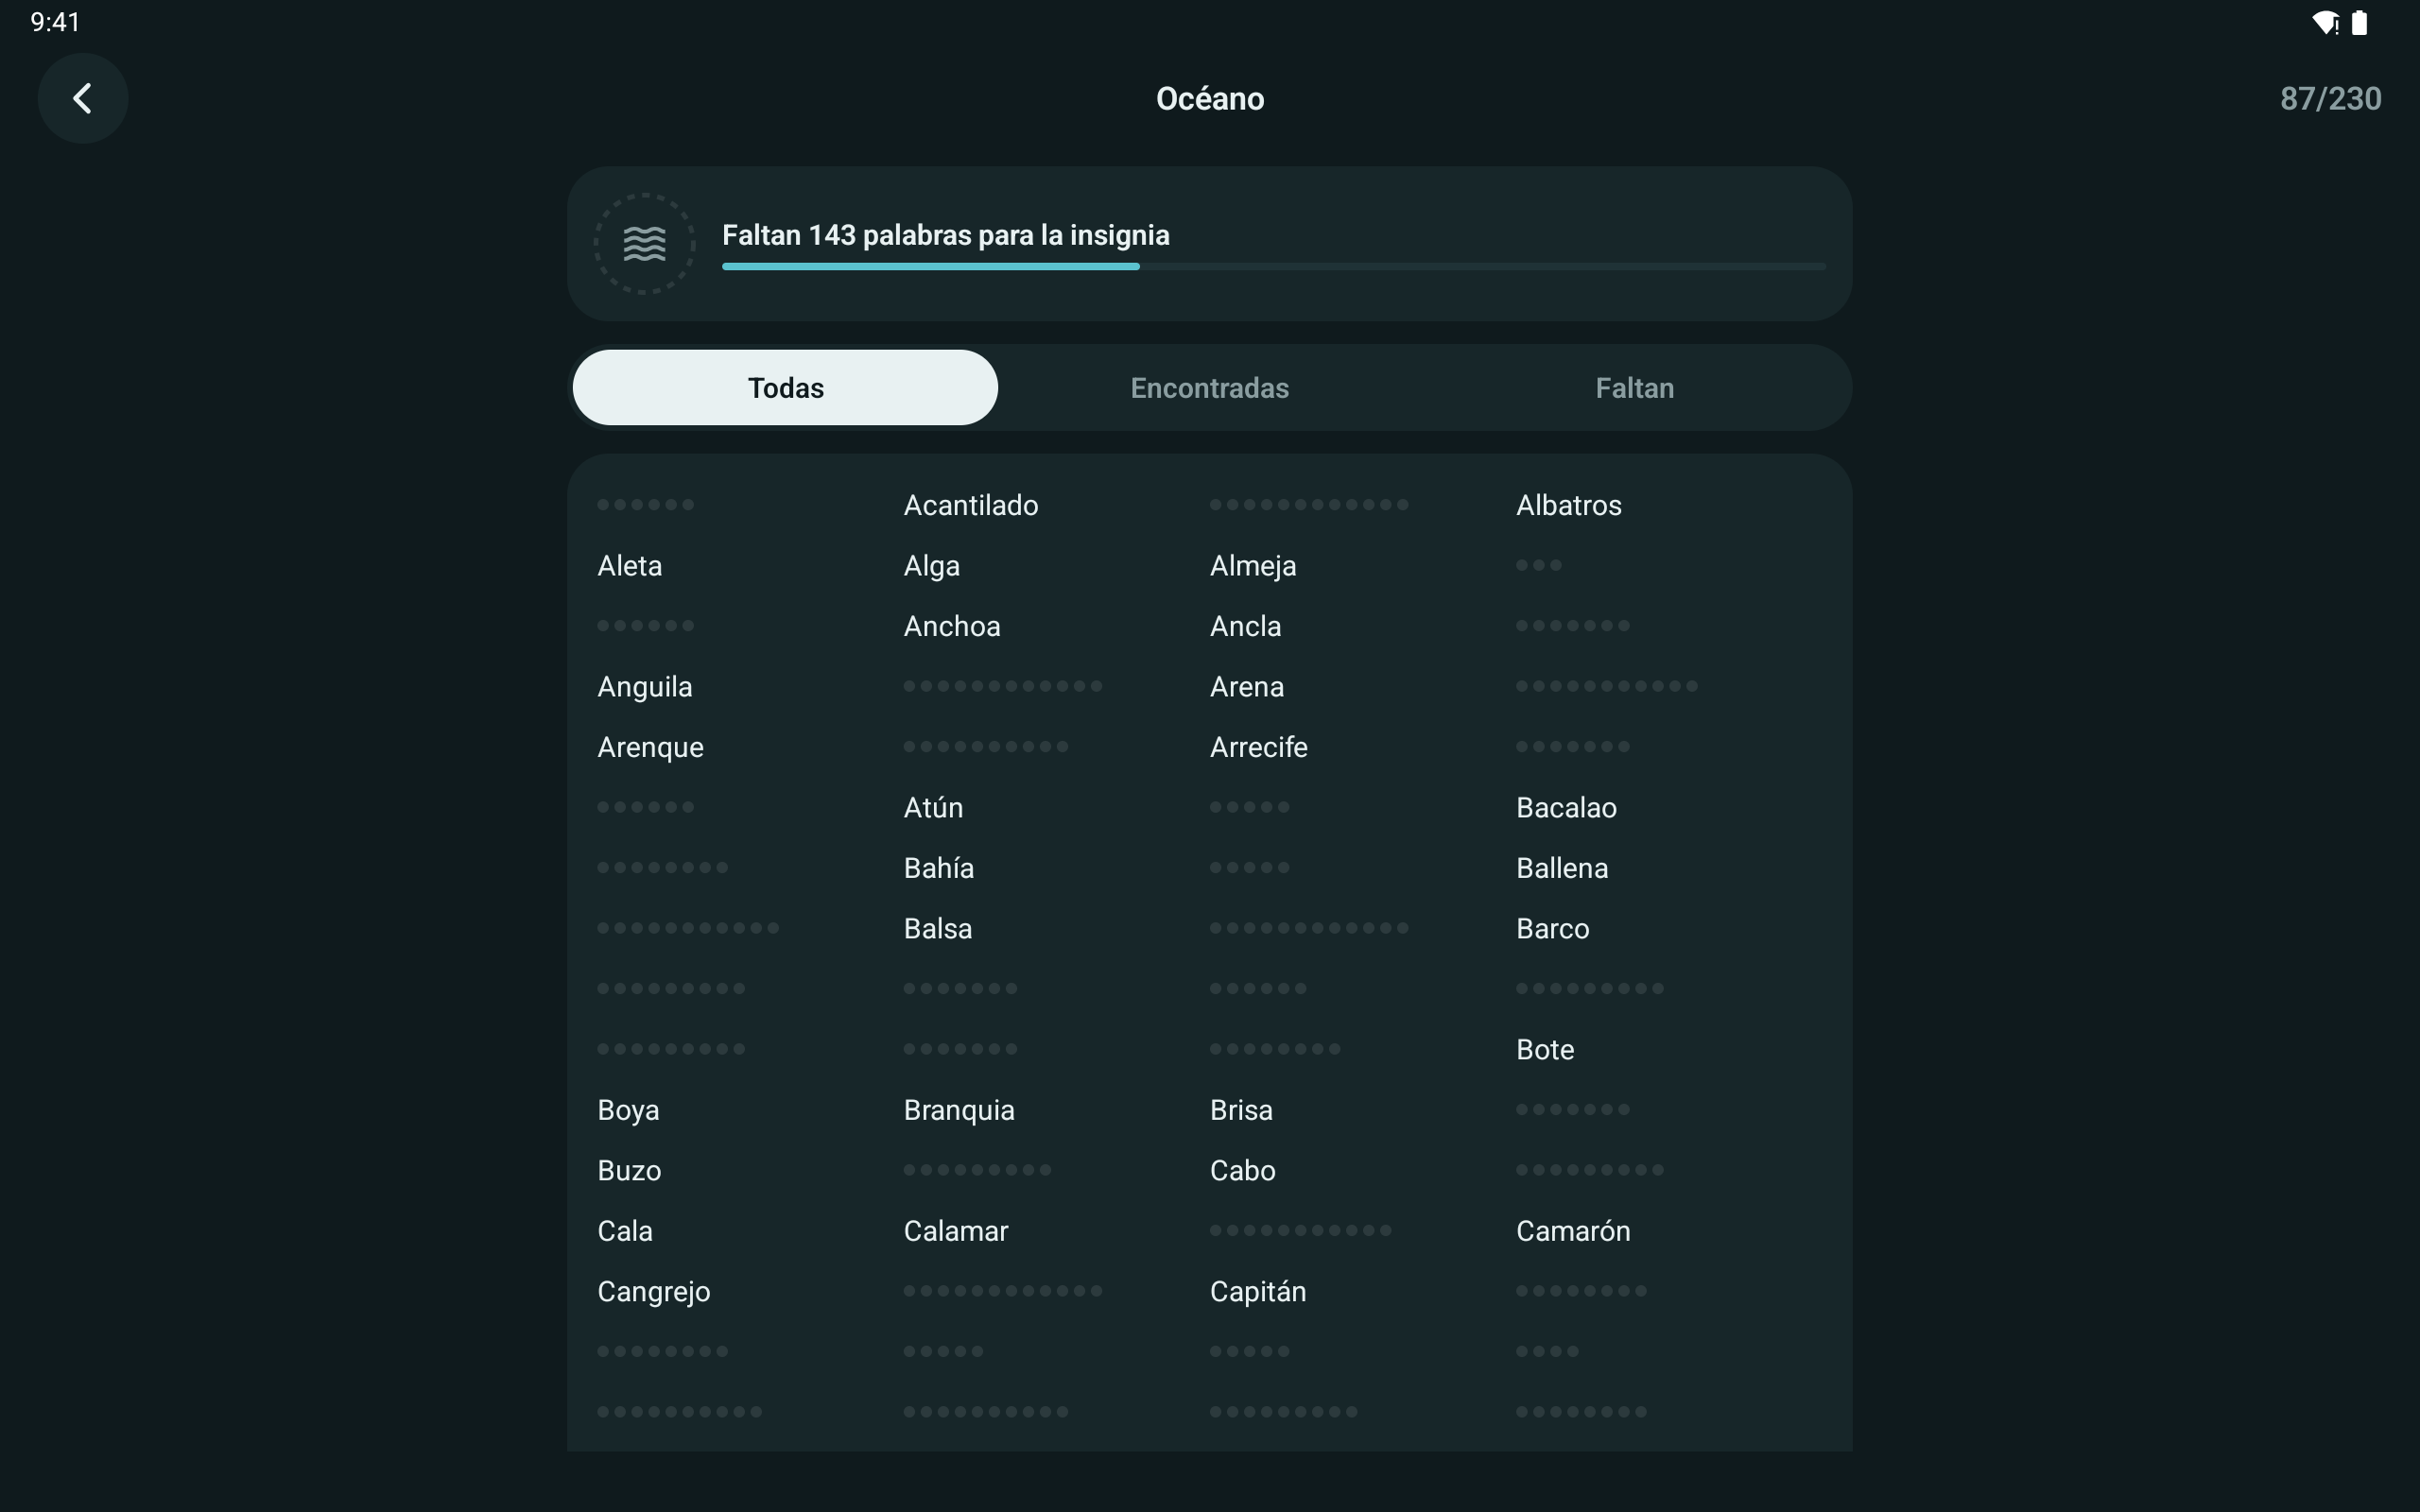 9:41
Océano
87/230
Faltan 143 palabras para la insignia
Todas Encontradas Faltan
Acantilado Albatros
Aleta Alga Almeja
Anchoa Ancla
Anguila Arena
Arenque Arrecife
Atún Bacalao
Bahía Ballena
Balsa Barco
Bote
Boya Branquia Brisa
Buzo Cabo
Cala Calamar Camarón
Cangrejo Capitán